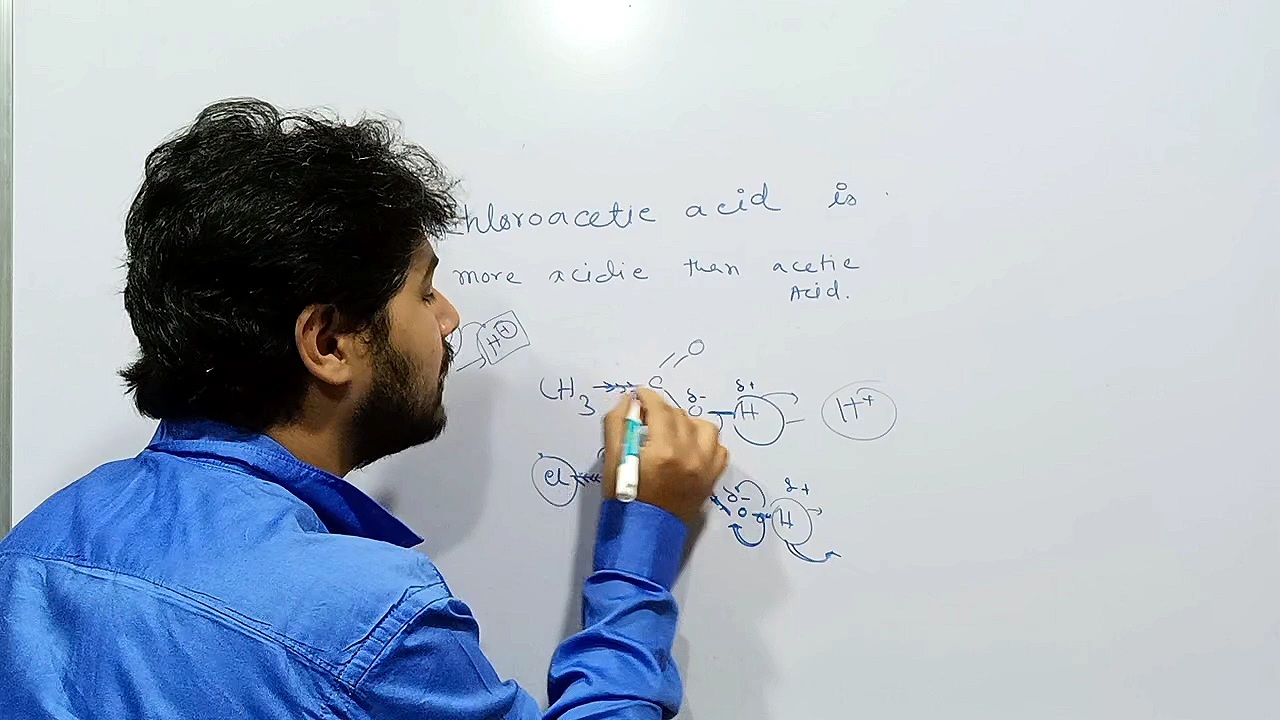 hloroacetic acid is
more acidic than acetic
Acid.
H+
O
CH3 C δ- δ+
O H H+
Cl δ- δ+
O H